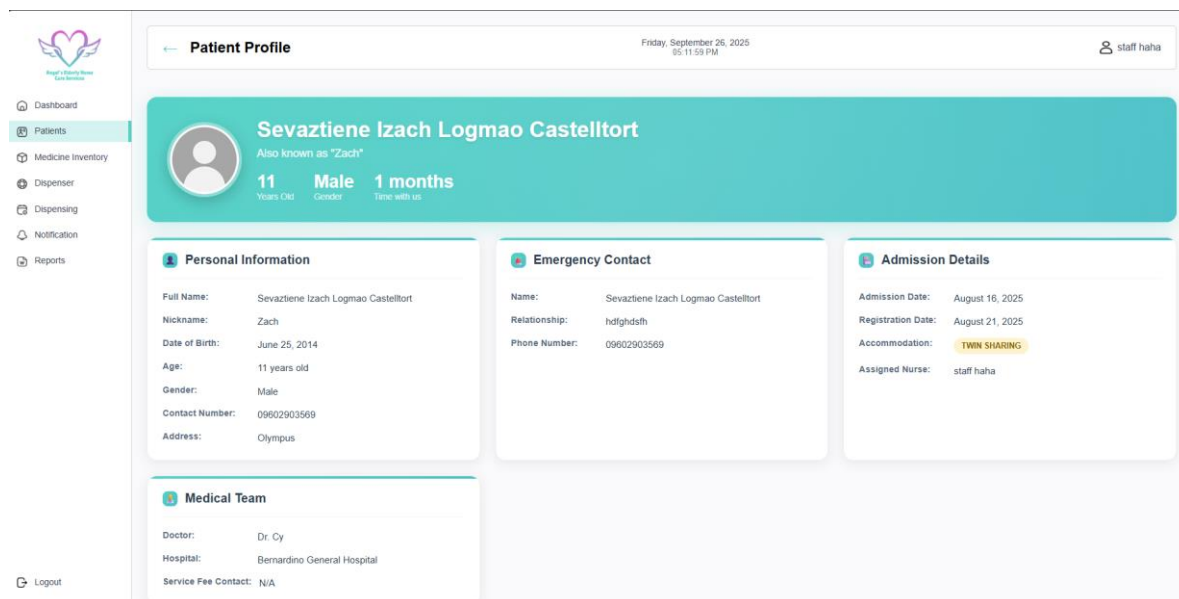 Patient Profile
Friday, September 26, 2025
05:11:59 PM
staff haha
Care Services
Dashboard
Patients
Medicine Inventory
Dispenser
Dispensing
Notification
Reports
Logout
Sevaztiene Izach Logmao Castelltort
Also known as "Zach"
11 Male 1 months
Years Old Gender Time with us
Personal Information
Full Name: Sevaztiene Izach Logmao Castelltort
Nickname: Zach
Date of Birth: June 25, 2014
Age: 11 years old
Gender: Male
Contact Number: 09602903569
Address: Olympus
Emergency Contact
Name: Sevaztiene Izach Logmao Castelltort
Relationship: hdfghdsfh
Phone Number: 09602903569
Admission Details
Admission Date: August 16, 2025
Registration Date: August 21, 2025
Accommodation: TWIN SHARING
Assigned Nurse: staff haha
Medical Team
Doctor: Dr. Cy
Hospital: Bernardino General Hospital
Service Fee Contact: N/A